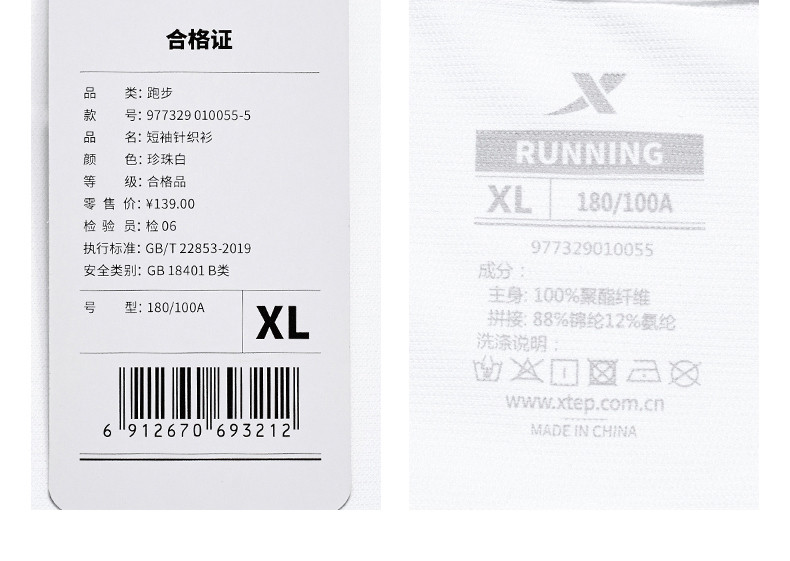 合格证
品 类: 跑步
款 号: 977329 010055-5
品 名: 短袖针织衫
颜 色: 珍珠白
等 级: 合格品
零 售 价: ¥139.00
检 验 员: 检 06
执行标准: GB/T 22853-2019
安全类别: GB 18401 B类
号 型: 180/100A
XL
6 912670 693212
RUNNING
XL 180/100A
977329010055
成分:
主身: 100%聚酯纤维
拼接: 88%锦纶12%氨纶
洗涤说明:
www.xtep.com.cn
MADE IN CHINA